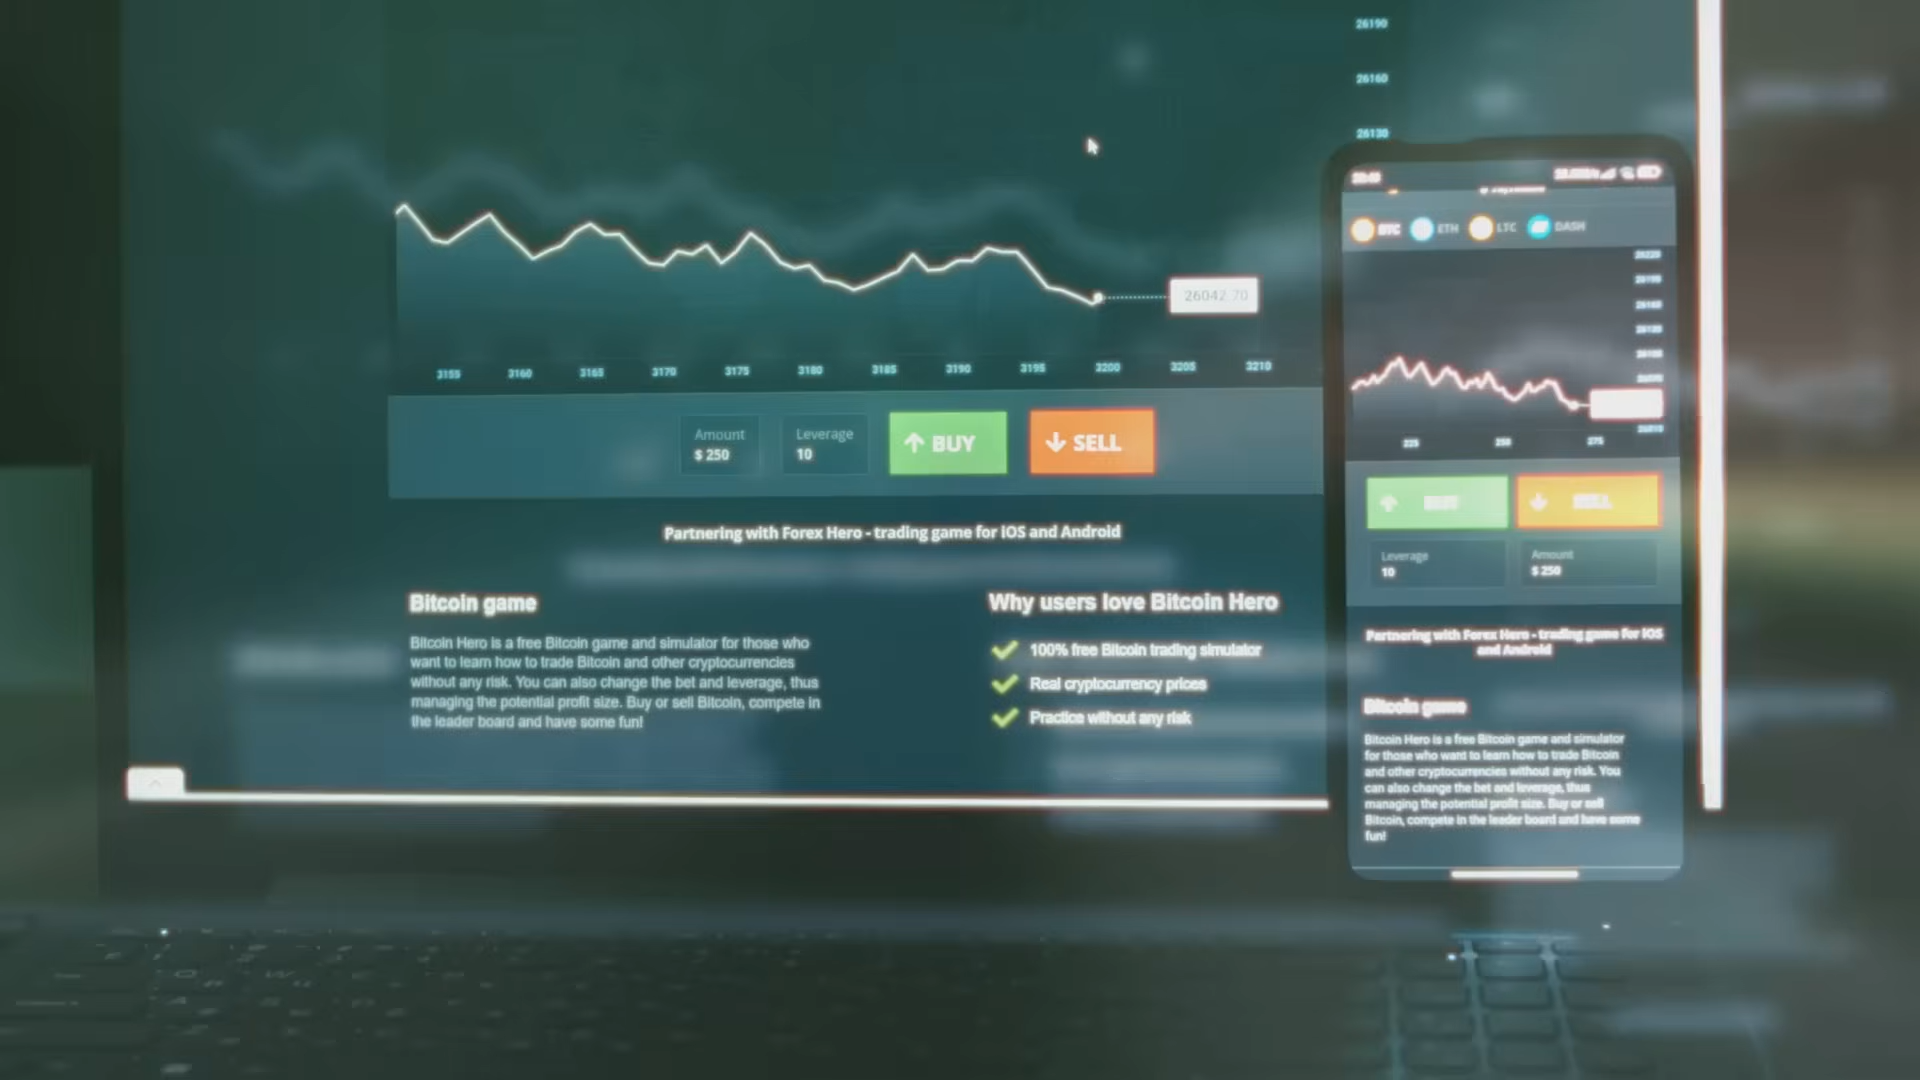 26190
26160
26130
26042.70
3155 3160 3165 3170 3175 3180 3185 3190 3195 3200 3205 3210
Amount
$ 250
Leverage
10
BUY
SELL
Partnering with Forex Hero - trading game for iOS and Android
Bitcoin game
Bitcoin Hero is a free Bitcoin game and simulator for those who
want to learn how to trade Bitcoin and other cryptocurrencies
without any risk. You can also change the bet and leverage, thus
managing the potential profit size. Buy or sell Bitcoin, compete in
the leader board and have some fun!
Why users love Bitcoin Hero
100% free Bitcoin trading simulator
Real cryptocurrency prices
Practice without any risk
BTC ETH LTC DASH
225 250 275
BUY
SELL
Leverage
10
Amount
$ 250
Partnering with Forex Hero - trading game for iOS
and Android
Bitcoin game
Bitcoin Hero is a free Bitcoin game and simulator
for those who want to learn how to trade Bitcoin
and other cryptocurrencies without any risk. You
can also change the bet and leverage, thus
managing the potential profit size. Buy or sell
Bitcoin, compete in the leader board and have some
fun!